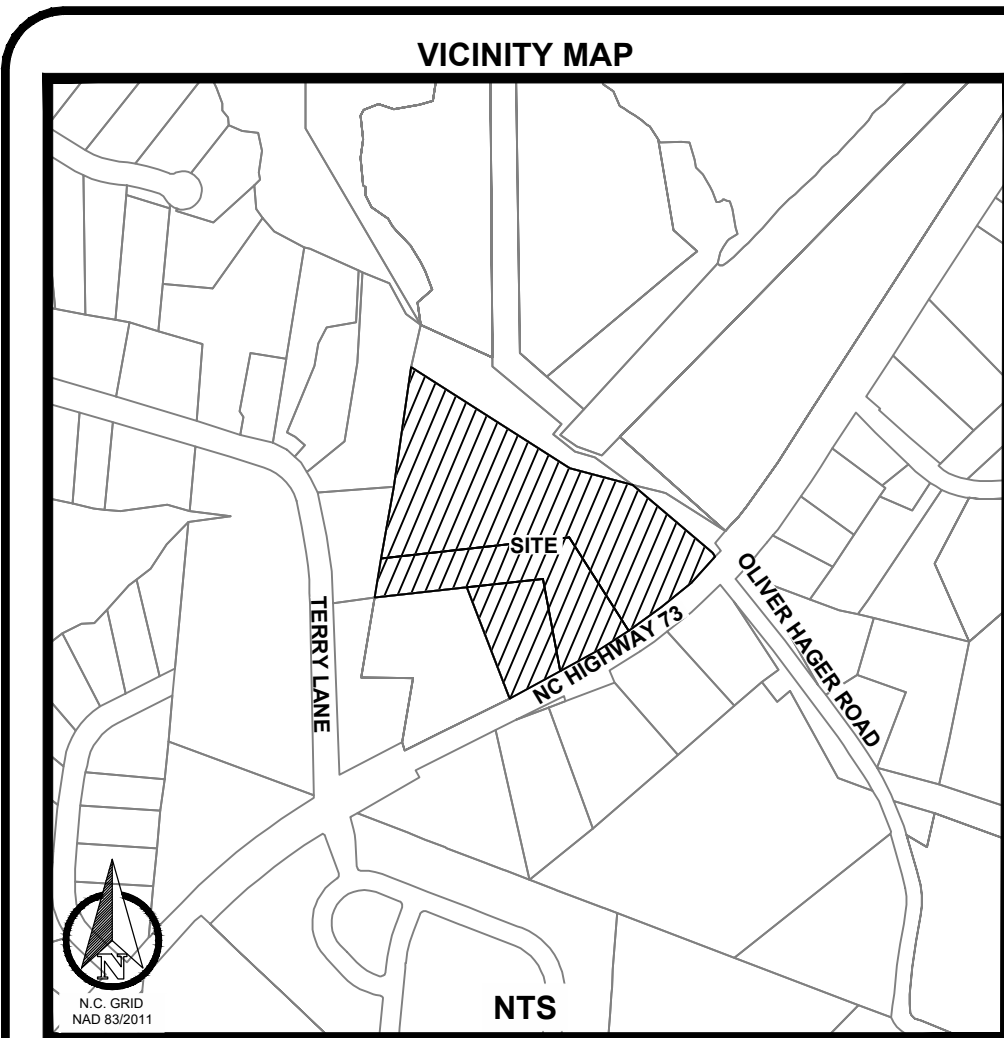 VICINITY MAP
SITE
TERRY LANE
NC HIGHWAY 73
OLIVER HAGER ROAD
N
N.C. GRID
NAD 83/2011
NTS